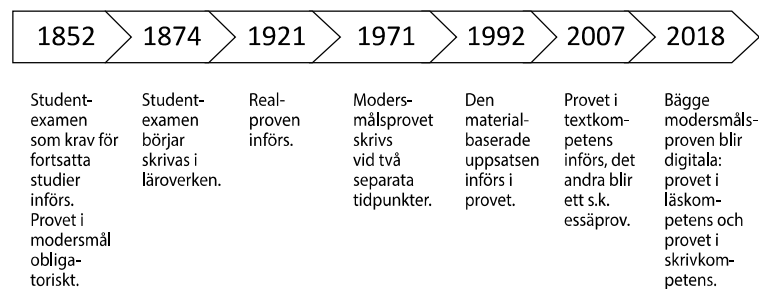 1852 1874 1921 1971 1992 2007 2018
Student-
examen
som krav för
fortsatta
studier
införs.
Provet i
modersmål
obliga-
toriskt.
Student-
examen
börjar
skrivas i
läroverken.
Real-
proven
införs.
Moders-
målsprovet
skrivs
vid två
separata
tidpunkter.
Den
material-
baserade
uppsatsen
införs i
provet.
Provet i
textkom-
petens
införs, det
andra blir
ett s.k.
essäprov.
Bägge
modersmåls-
proven blir
digitala:
provet i
läskom-
petens och
provet i
skrivkom-
petens.